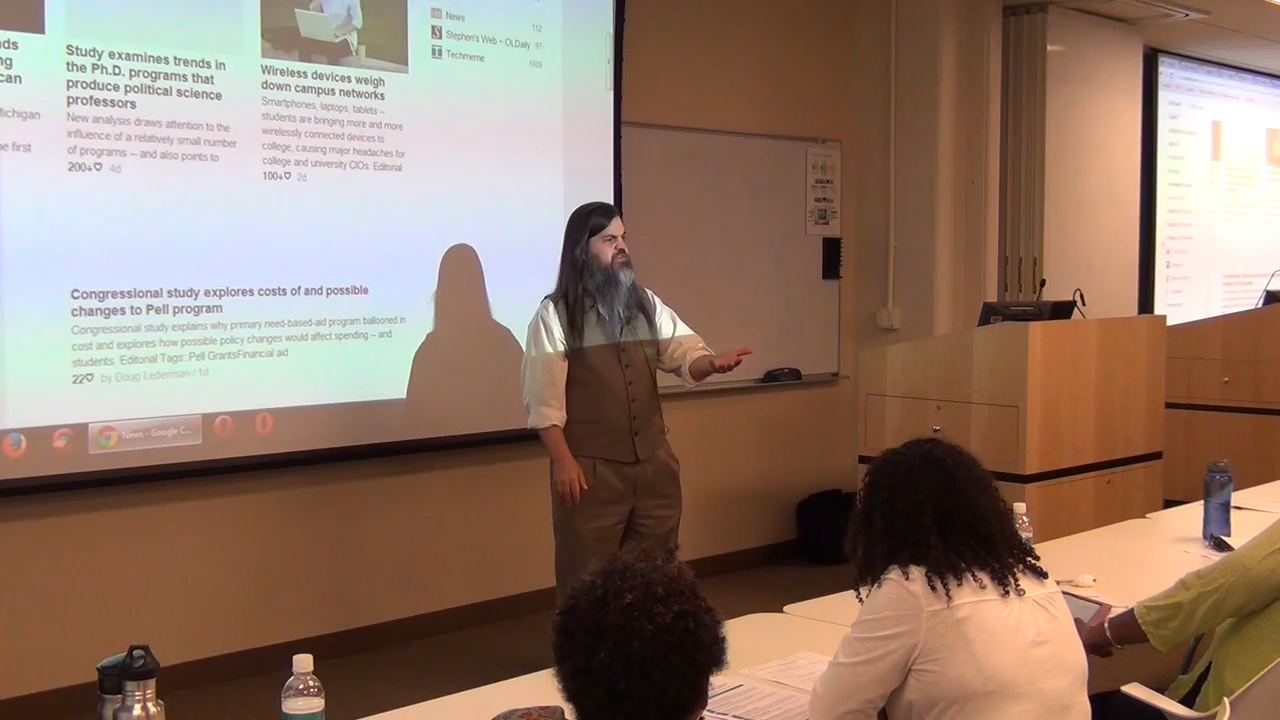 ds
ng
can
Michigan
e first
Study examines trends in
the Ph.D. programs that
produce political science
professors
New analysis draws attention to the
influence of a relatively small number
of programs -- and also points to
200+ 4d
Wireless devices weigh
down campus networks
Smartphones, laptops, tablets --
students are bringing more and more
wirelessly connected devices to
college, causing major headaches for
college and university CIOs. Editorial
100+ 2d
News 112
Stephen's Web ~ OLDaily 97
Techmeme 1000
Congressional study explores costs of and possible
changes to Pell program
Congressional study explains why primary need-based-aid program ballooned in
cost and explores how possible policy changes would affect spending -- and
students. Editorial Tags: Pell GrantsFinancial aid
22 by Doug Lederman / 1d
News - Google C...